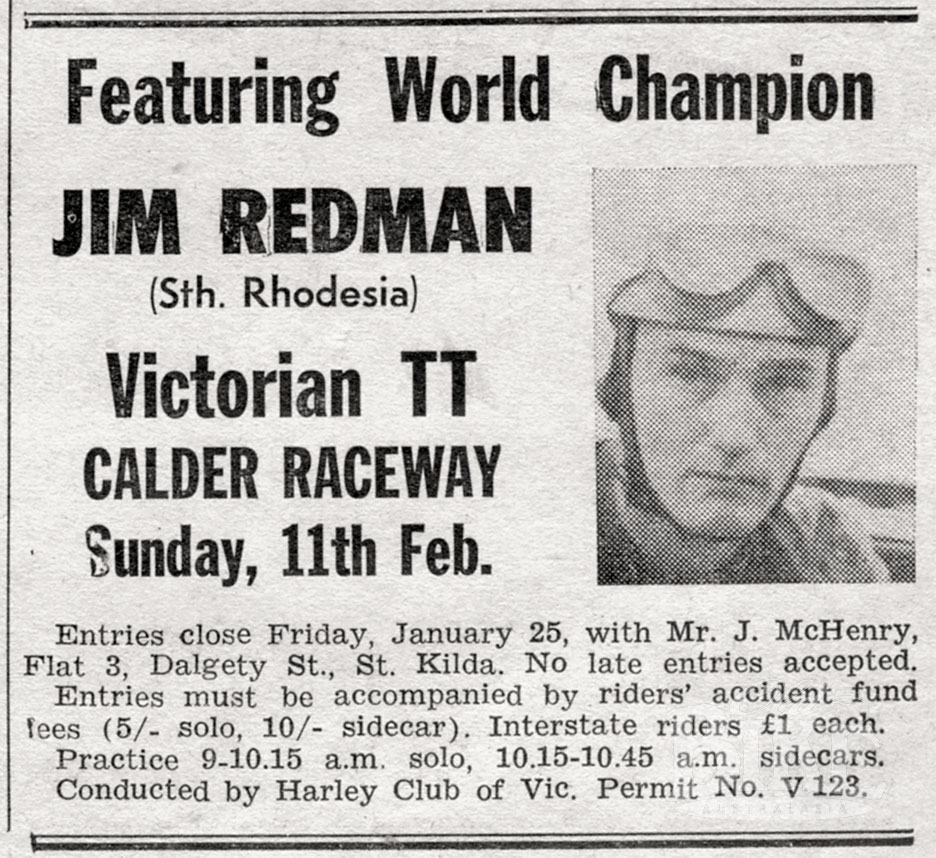 Featuring World Champion
JIM REDMAN
(Sth. Rhodesia)
Victorian TT
CALDER RACEWAY
Sunday, 11th Feb.
Entries close Friday, January 25, with Mr. J. McHenry,
Flat 3, Dalgety St., St. Kilda. No late entries accepted.
Entries must be accompanied by riders' accident fund
fees (5/- solo, 10/- sidecar). Interstate riders £1 each.
Practice 9-10.15 a.m. solo, 10.15-10.45 a.m. sidecars.
Conducted by Harley Club of Vic. Permit No. V 123.
AUSTRALASIA